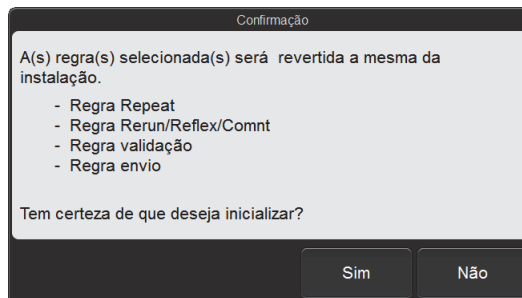 Confirmação
A(s) regra(s) selecionada(s) será revertida a mesma da
instalação.
- Regra Repeat
- Regra Rerun/Reflex/Comnt
- Regra validação
- Regra envio
Tem certeza de que deseja inicializar?
Sim Não